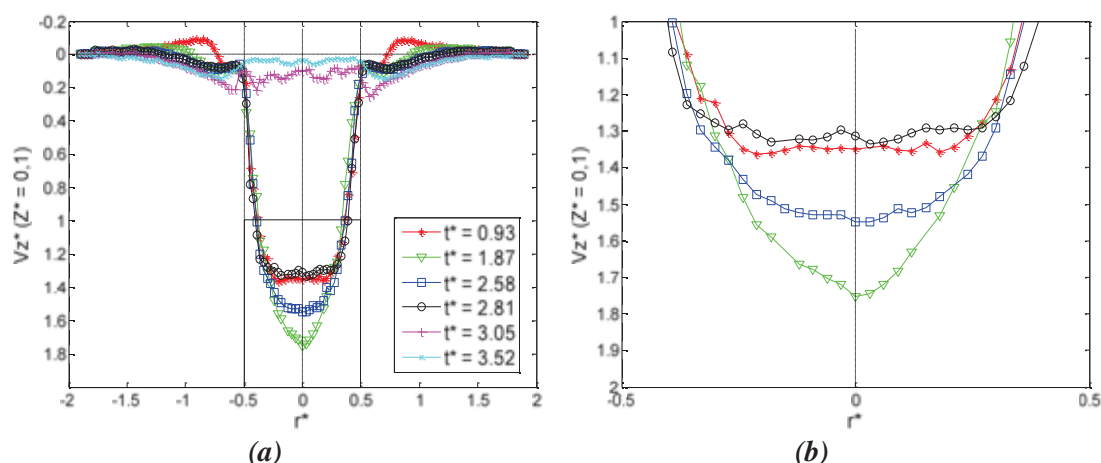 -0.2
0
0.2
0.4
0.6
0.8
1
1.2
1.4
1.6
1.8
2
-2
-1.5
-1
-0.5
0
0.5
1
1.5
2
Vz* (Z* = 0,1)
r*
t* = 0.93
t* = 1.87
t* = 2.58
t* = 2.81
t* = 3.05
t* = 3.52
(a)
1
1.1
1.2
1.3
1.4
1.5
1.6
1.7
1.8
1.9
2
-0.5
0
0.5
Vz* (Z* = 0,1)
r*
(b)